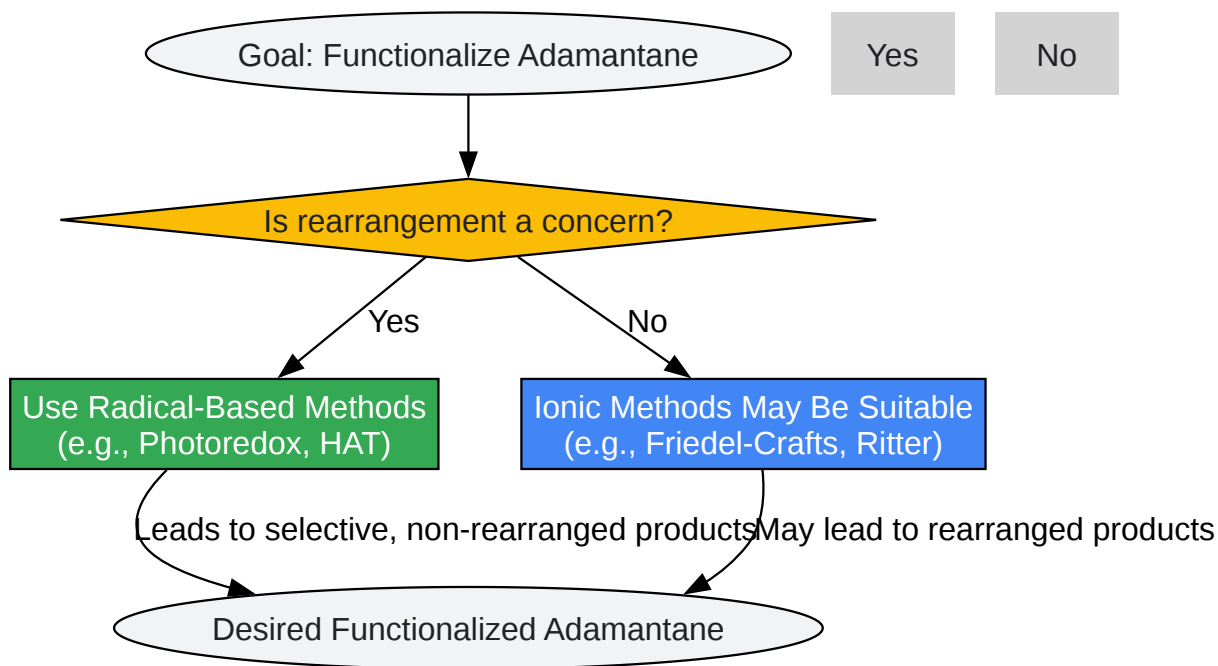 Goal: Functionalize Adamantane
Yes
No
Is rearrangement a concern?
Yes
No
Use Radical-Based Methods
(e.g., Photoredox, HAT)
Ionic Methods May Be Suitable
(e.g., Friedel-Crafts, Ritter)
Leads to selective, non-rearranged products
May lead to rearranged products
Desired Functionalized Adamantane